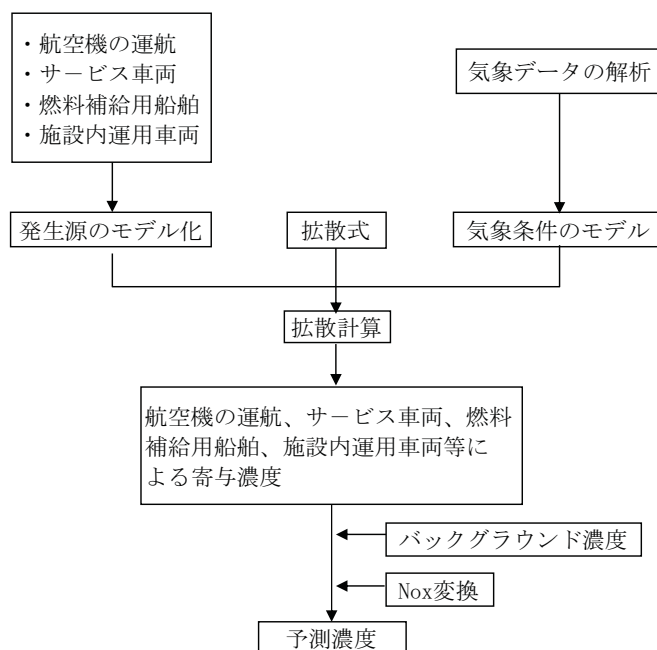 ・航空機の運航
・サービス車両
・燃料補給用船舶
・施設内運用車両
気象データの解析
発生源のモデル化
拡散式
気象条件のモデル
拡散計算
航空機の運航、サービス車両、燃料
補給用船舶、施設内運用車両等に
よる寄与濃度
バックグラウンド濃度
Nox変換
予測濃度